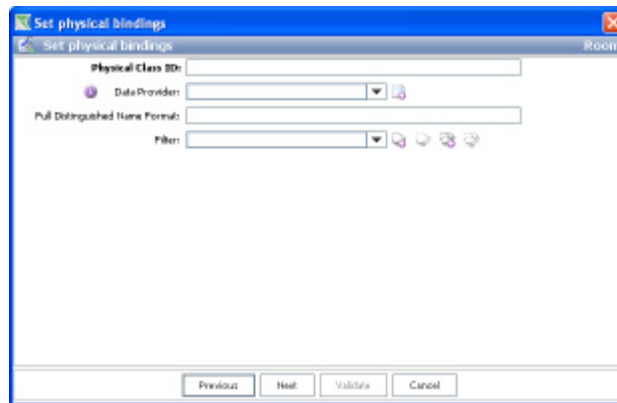 Set physical bindings
Set physical bindings Room
Physical Class ID:
Data Provider:
Full Distinguished Name Format:
Filter:
Previous Next Validate Cancel